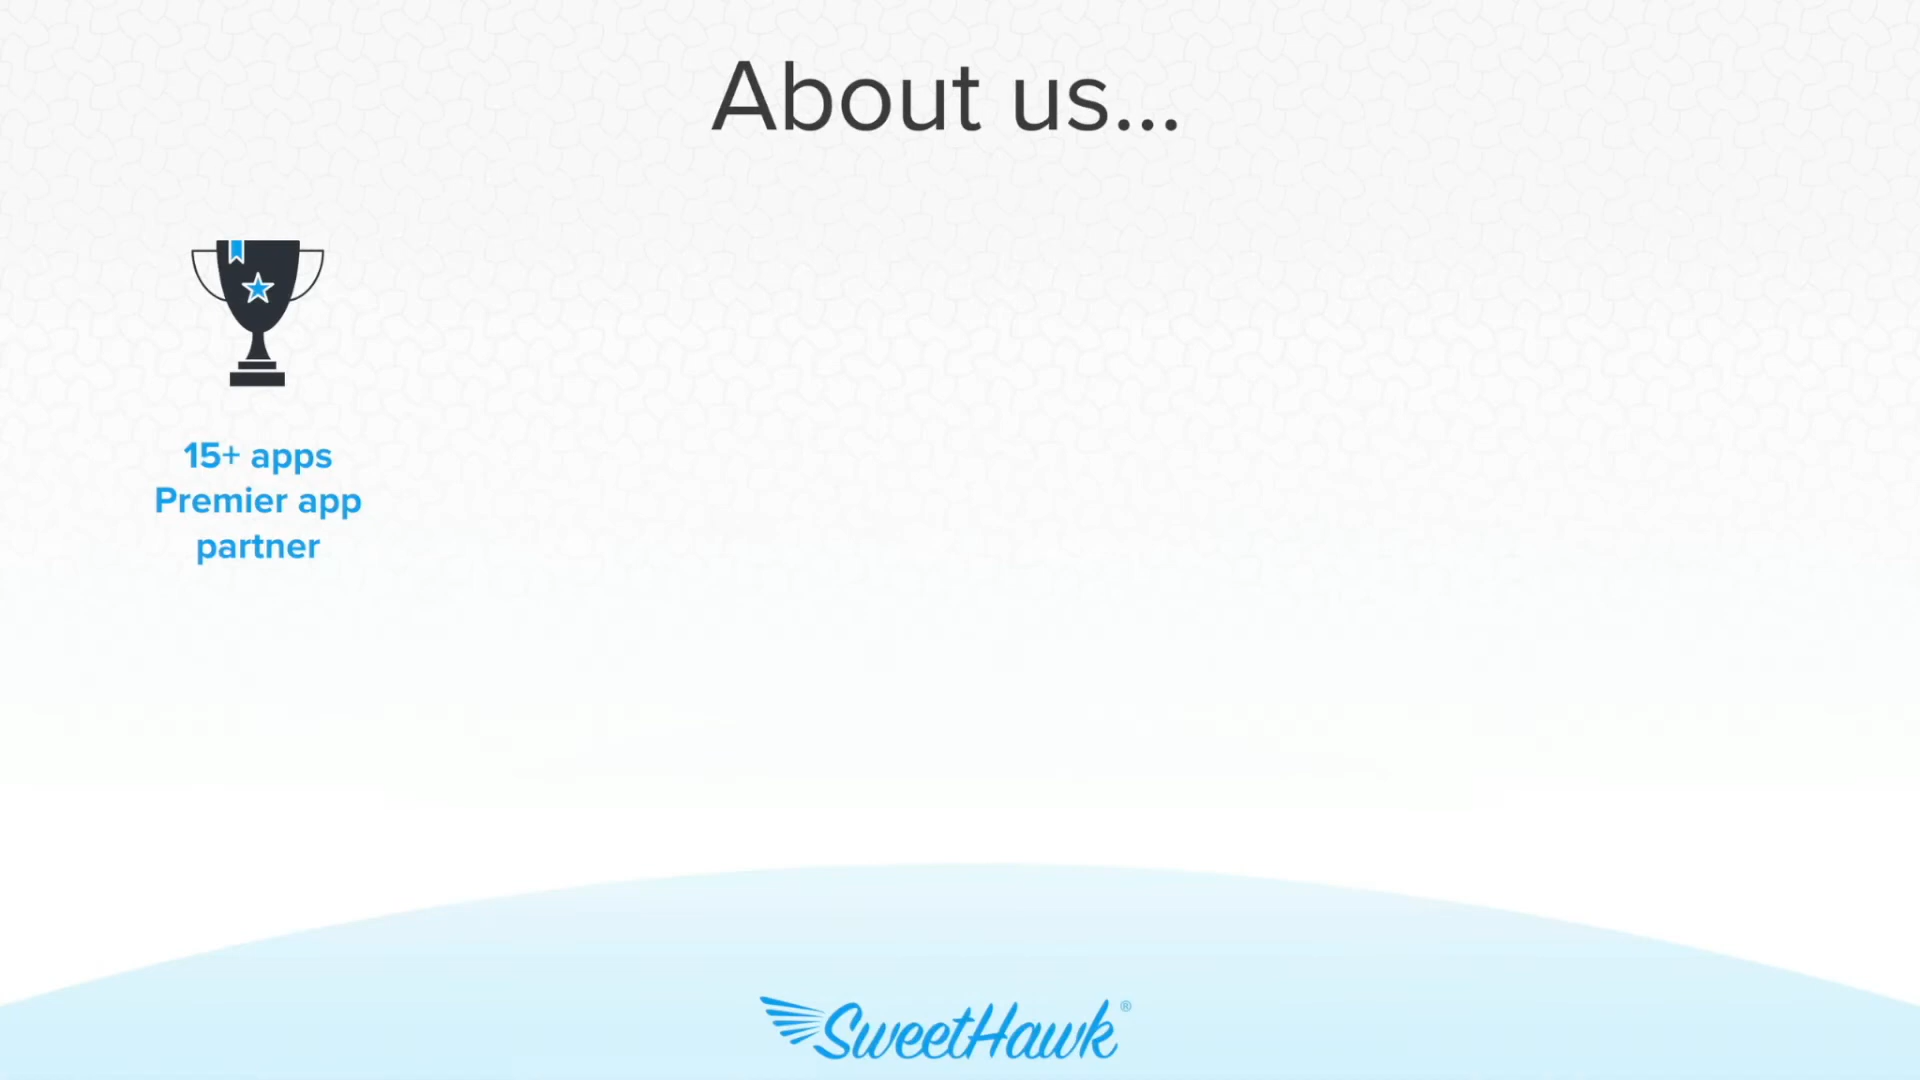 About us...
15+ apps
Premier app
partner
SweetHawk®